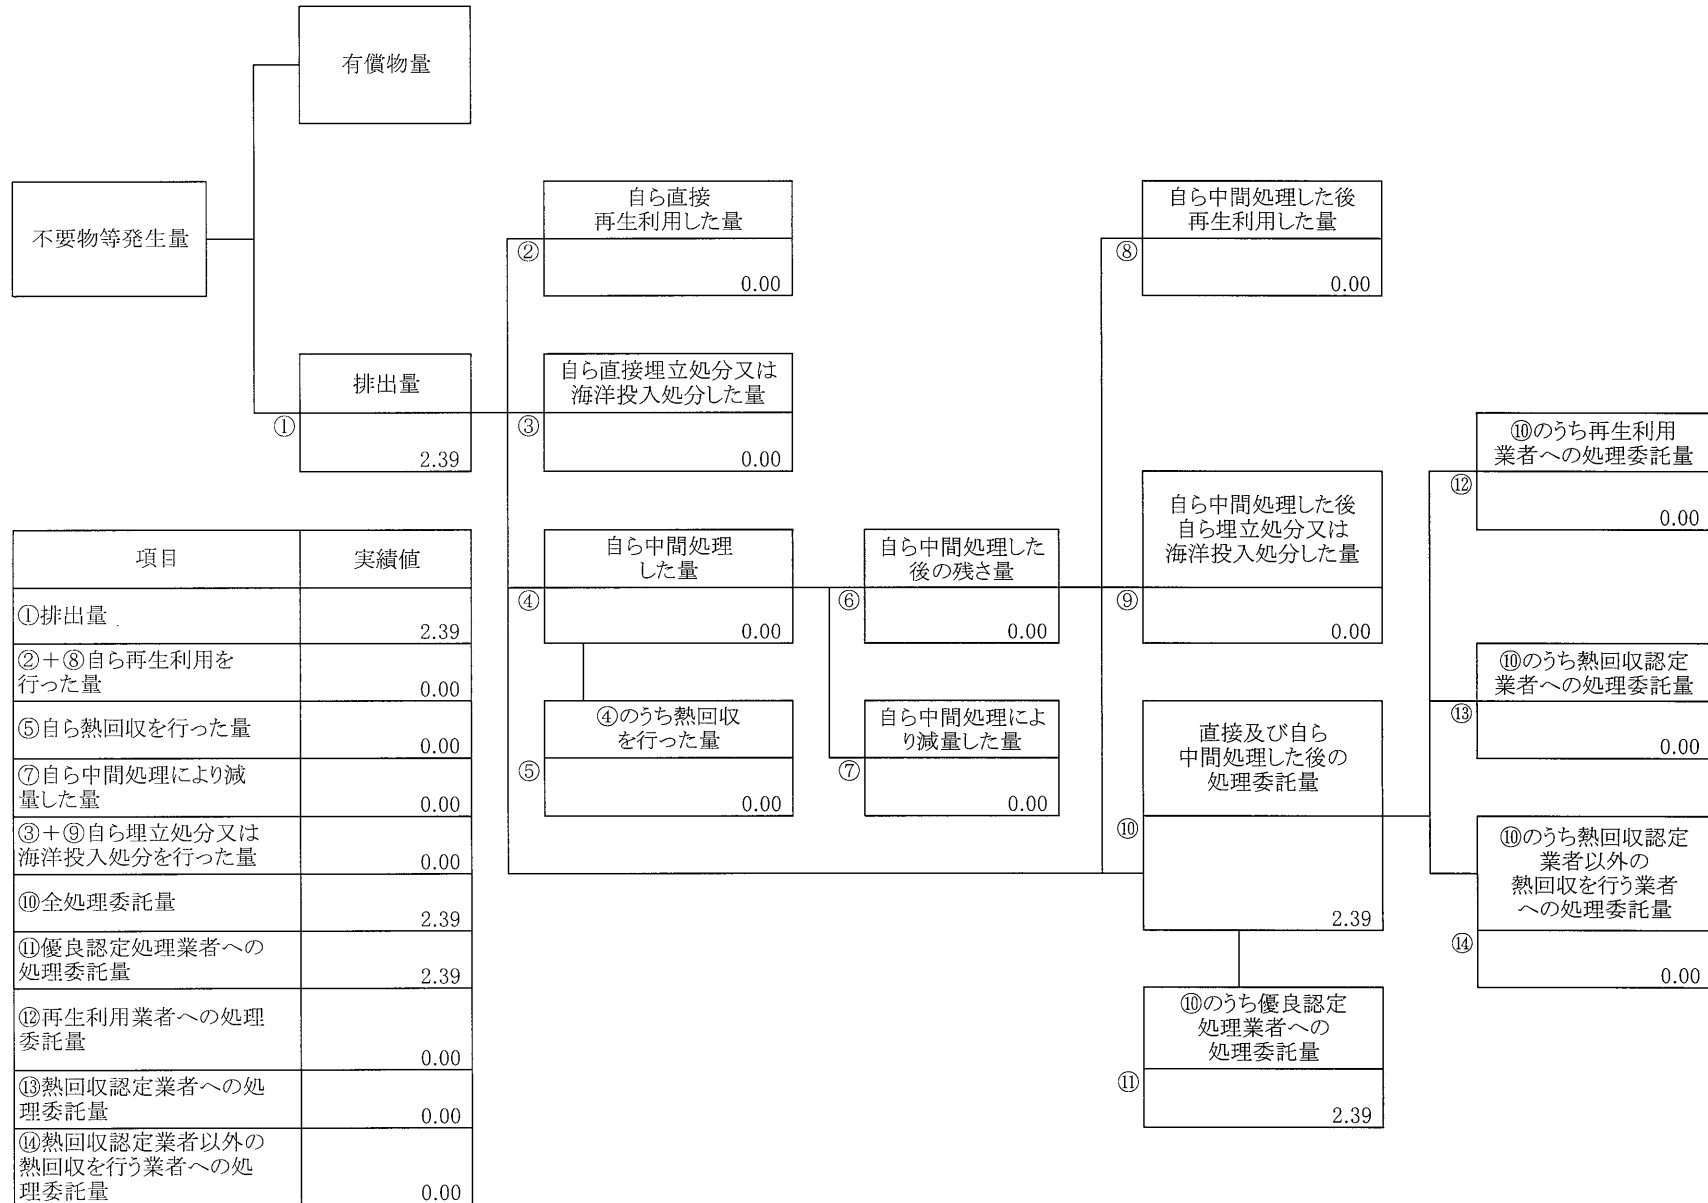 有償物量
不要物等発生量
排出量
①
2.39
自ら直接
再生利用した量
②
0.00
自ら直接埋立処分又は
海洋投入処分した量
③
0.00
自ら中間処理
した量
④
0.00
④のうち熱回収
を行った量
⑤
0.00
自ら中間処理した
後の残さ量
⑥
0.00
自ら中間処理によ
り減量した量
⑦
0.00
自ら中間処理した後
再生利用した量
⑧
0.00
自ら中間処理した後
自ら埋立処分又は
海洋投入処分した量
⑨
0.00
直接及び自ら
中間処理した後の
処理委託量
⑩
2.39
⑩のうち優良認定
処理業者への
処理委託量
⑪
2.39
⑩のうち再生利用
業者への処理委託量
⑫
0.00
⑩のうち熱回収認定
業者への処理委託量
⑬
0.00
⑩のうち熱回収認定
業者以外の
熱回収を行う業者
への処理委託量
⑭
0.00
項目 実績値
①排出量 2.39
②+⑧自ら再生利用を
行った量 0.00
⑤自ら熱回収を行った量 0.00
⑦自ら中間処理により減
量した量 0.00
③+⑨自ら埋立処分又は
海洋投入処分を行った量 0.00
⑩全処理委託量 2.39
⑪優良認定処理業者への
処理委託量 2.39
⑫再生利用業者への処理
委託量 0.00
⑬熱回収認定業者への処
理委託量 0.00
⑭熱回収認定業者以外の
熱回収を行う業者への処
理委託量 0.00